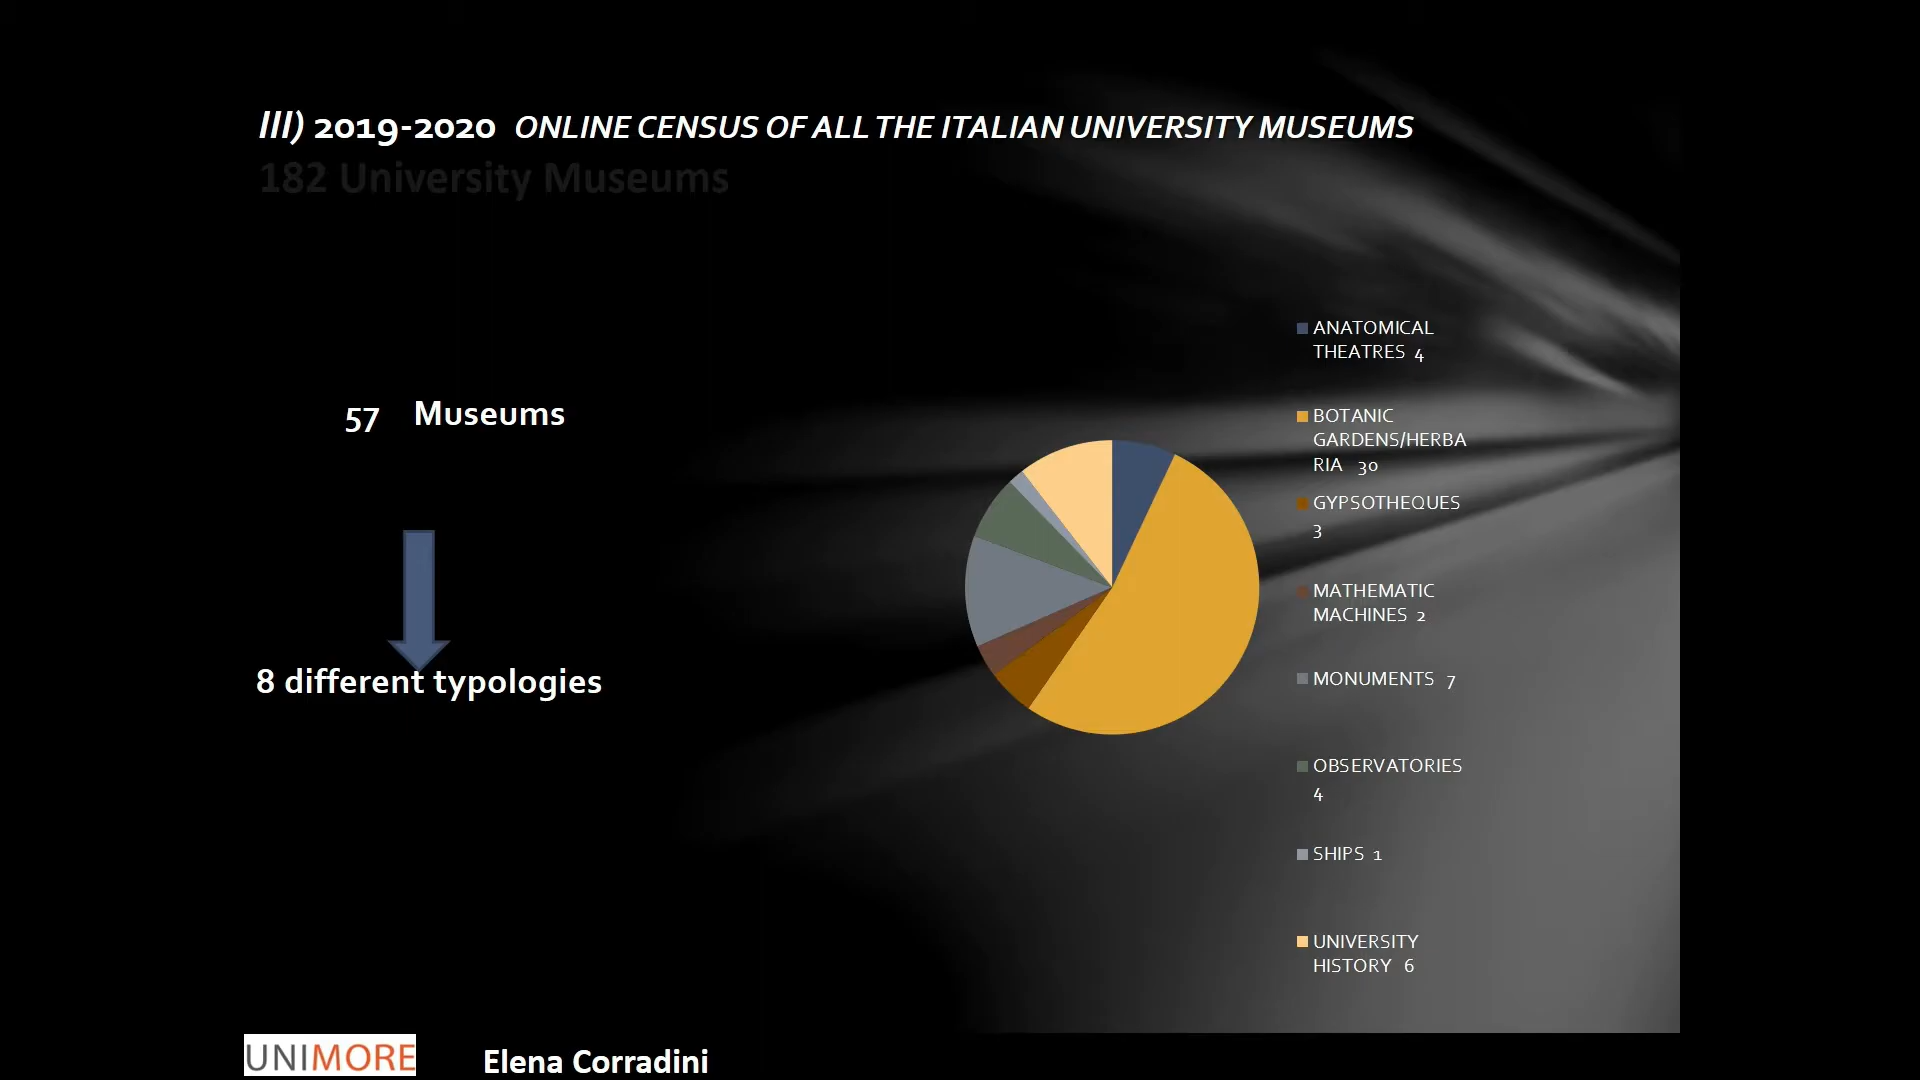 III) 2019-2020 ONLINE CENSUS OF ALL THE ITALIAN UNIVERSITY MUSEUMS
182 University Museums
57 Museums
8 different typologies
ANATOMICAL
THEATRES 4
BOTANIC
GARDENS/HERBA
RIA 30
GYPSOTHEQUES
3
MATHEMATIC
MACHINES 2
MONUMENTS 7
OBSERVATORIES
4
SHIPS 1
UNIVERSITY
HISTORY 6
UNIMORE
Elena Corradini